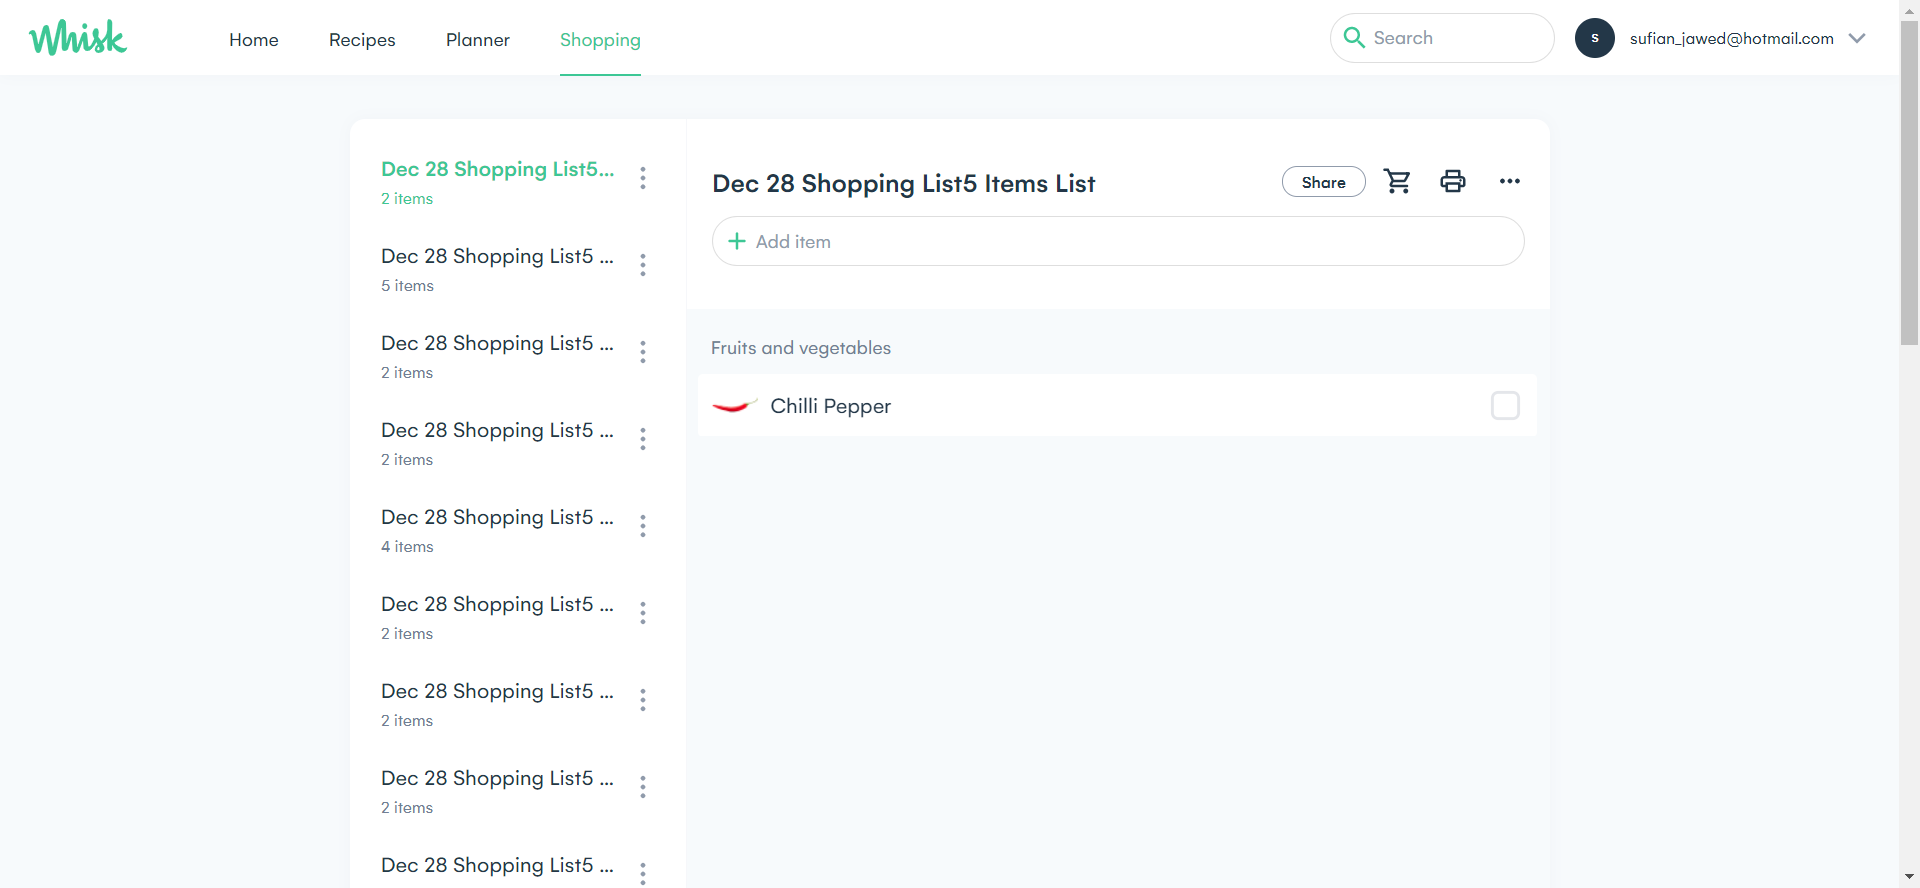 Whisk
Home
Recipes
Planner
Shopping
Search
s
sufian_jawed@hotmail.com
Dec 28 Shopping List5...
2 items
Dec 28 Shopping List5 ...
5 items
Dec 28 Shopping List5 ...
2 items
Dec 28 Shopping List5 ...
2 items
Dec 28 Shopping List5 ...
4 items
Dec 28 Shopping List5 ...
2 items
Dec 28 Shopping List5 ...
2 items
Dec 28 Shopping List5 ...
2 items
Dec 28 Shopping List5 ...
Dec 28 Shopping List5 Items List
Share
Add item
Fruits and vegetables
Chilli Pepper